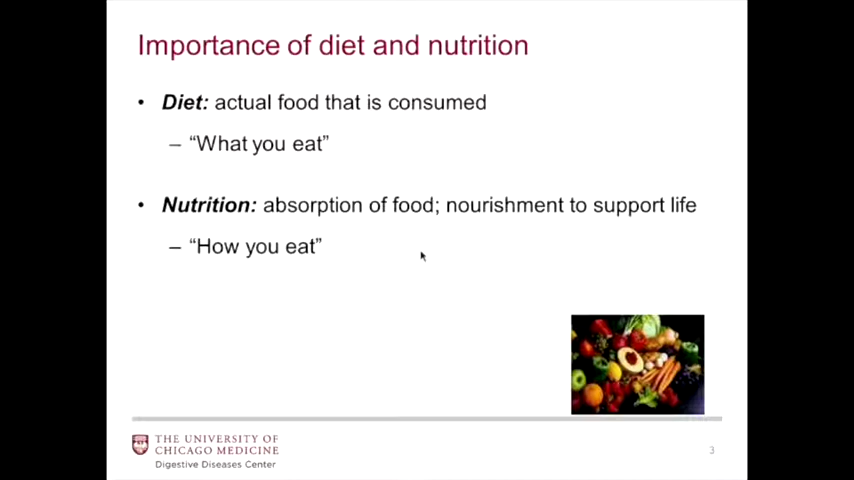 Importance of diet and nutrition
• Diet: actual food that is consumed
– “What you eat”
• Nutrition: absorption of food; nourishment to support life
– “How you eat”
THE UNIVERSITY OF
CHICAGO MEDICINE
Digestive Diseases Center
3